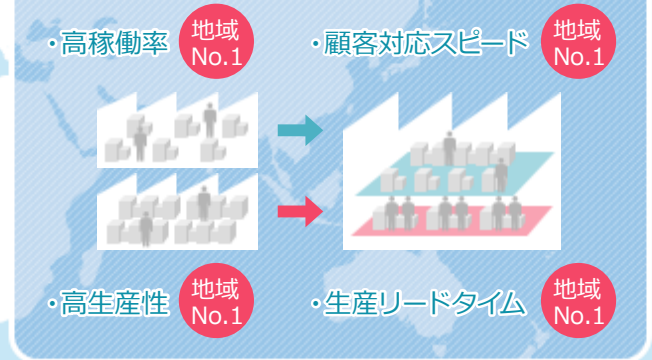 ・高稼働率
地域
No.1
・顧客対応スピード
地域
No.1
・高生産性
地域
No.1
・生産リードタイム
地域
No.1